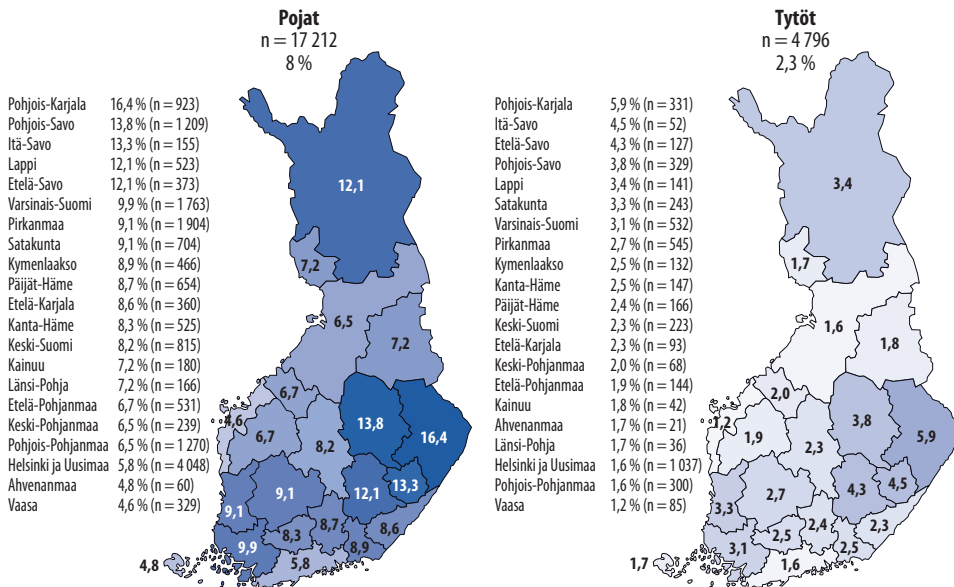 Pojat
n = 17 212
8 %
Pohjois-Karjala 16,4 % (n = 923)
Pohjois-Savo 13,8 % (n = 1 209)
Itä-Savo 13,3 % (n = 155)
Lappi 12,1 % (n = 523)
Etelä-Savo 12,1 % (n = 373)
Varsinais-Suomi 9,9 % (n = 1 763)
Pirkanmaa 9,1 % (n = 1 904)
Satakunta 9,1 % (n = 704)
Kymenlaakso 8,9 % (n = 466)
Päijät-Häme 8,7 % (n = 654)
Etelä-Karjala 8,6 % (n = 360)
Kanta-Häme 8,3 % (n = 525)
Keski-Suomi 8,2 % (n = 815)
Kainuu 7,2 % (n = 180)
Länsi-Pohja 7,2 % (n = 166)
Etelä-Pohjanmaa 6,7 % (n = 531)
Keski-Pohjanmaa 6,5 % (n = 239)
Pohjois-Pohjanmaa 6,5 % (n = 1 270)
Helsinki ja Uusimaa 5,8 % (n = 4 048)
Ahvenanmaa 4,8 % (n = 60)
Vaasa 4,6 % (n = 329)
12,1
7,2
6,5
7,2
6,7
4,6
6,7
8,2
13,8
16,4
9,1
9,1
12,1
13,3
8,7
8,6
8,3
9,9
8,9
5,8
4,8
Tytöt
n = 4 796
2,3 %
Pohjois-Karjala 5,9 % (n = 331)
Itä-Savo 4,5 % (n = 52)
Etelä-Savo 4,3 % (n = 127)
Pohjois-Savo 3,8 % (n = 329)
Lappi 3,4 % (n = 141)
Satakunta 3,3 % (n = 243)
Varsinais-Suomi 3,1 % (n = 532)
Pirkanmaa 2,7 % (n = 545)
Kymenlaakso 2,5 % (n = 132)
Kanta-Häme 2,5 % (n = 147)
Päijät-Häme 2,4 % (n = 166)
Keski-Suomi 2,3 % (n = 223)
Etelä-Karjala 2,3 % (n = 93)
Keski-Pohjanmaa 2,0 % (n = 68)
Etelä-Pohjanmaa 1,9 % (n = 144)
Kainuu 1,8 % (n = 42)
Ahvenanmaa 1,7 % (n = 21)
Länsi-Pohja 1,7 % (n = 36)
Helsinki ja Uusimaa 1,6 % (n = 1 037)
Pohjois-Pohjanmaa 1,6 % (n = 300)
Vaasa 1,2 % (n = 85)
3,4
1,7
1,6
1,8
2,0
1,2
1,9
2,3
3,8
5,9
2,7
3,3
4,3
4,5
2,4
2,3
2,5
3,1
2,5
1,6
1,7